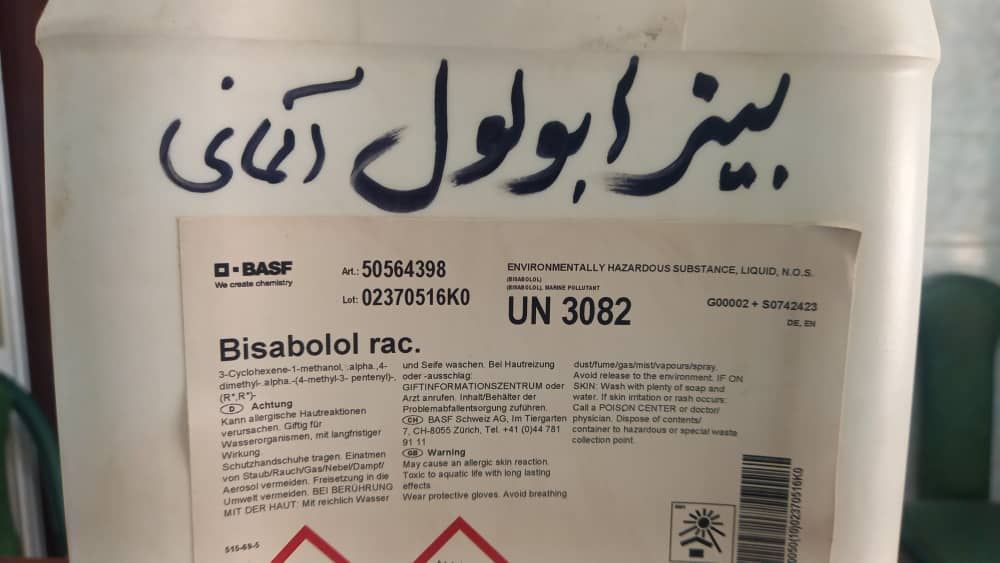 بیزابولول آلمانی
BASF
We create chemistry
Art.: 50564398
Lot: 02370516K0
ENVIRONMENTALLY HAZARDOUS SUBSTANCE, LIQUID, N.O.S.
(BISABOLOL)
(BISABOLOL), MARINE POLLUTANT
UN 3082
G00002 + S0742423
DE, EN
Bisabolol rac.
3-Cyclohexene-1-methanol, .alpha.,4-
dimethyl-.alpha.-(4-methyl-3- pentenyl)-,
(R*,R*)-
D Achtung
Kann allergische Hautreaktionen
verursachen. Giftig für
Wasserorganismen, mit langfristiger
Wirkung.
Schutzhandschuhe tragen. Einatmen
von Staub/Rauch/Gas/Nebel/Dampf/
Aerosol vermeiden. Freisetzung in die
Umwelt vermeiden. BEI BERÜHRUNG
MIT DER HAUT: Mit reichlich Wasser
und Seife waschen. Bei Hautreizung
oder -ausschlag:
GIFTINFORMATIONSZENTRUM oder
Arzt anrufen. Inhalt/Behälter der
Problemabfallentsorgung zuführen.
CH BASF Schweiz AG, Im Tiergarten
7, CH-8055 Zürich, Tel. +41 (0)44 781
91 11
GB Warning
May cause an allergic skin reaction.
Toxic to aquatic life with long lasting
effects
Wear protective gloves. Avoid breathing
dust/fume/gas/mist/vapours/spray.
Avoid release to the environment. IF ON
SKIN: Wash with plenty of soap and
water. If skin irritation or rash occurs:
Call a POISON CENTER or doctor/
physician. Dispose of contents/
container to hazardous or special waste
collection point.
515-69-5
0050(10)02370516K0